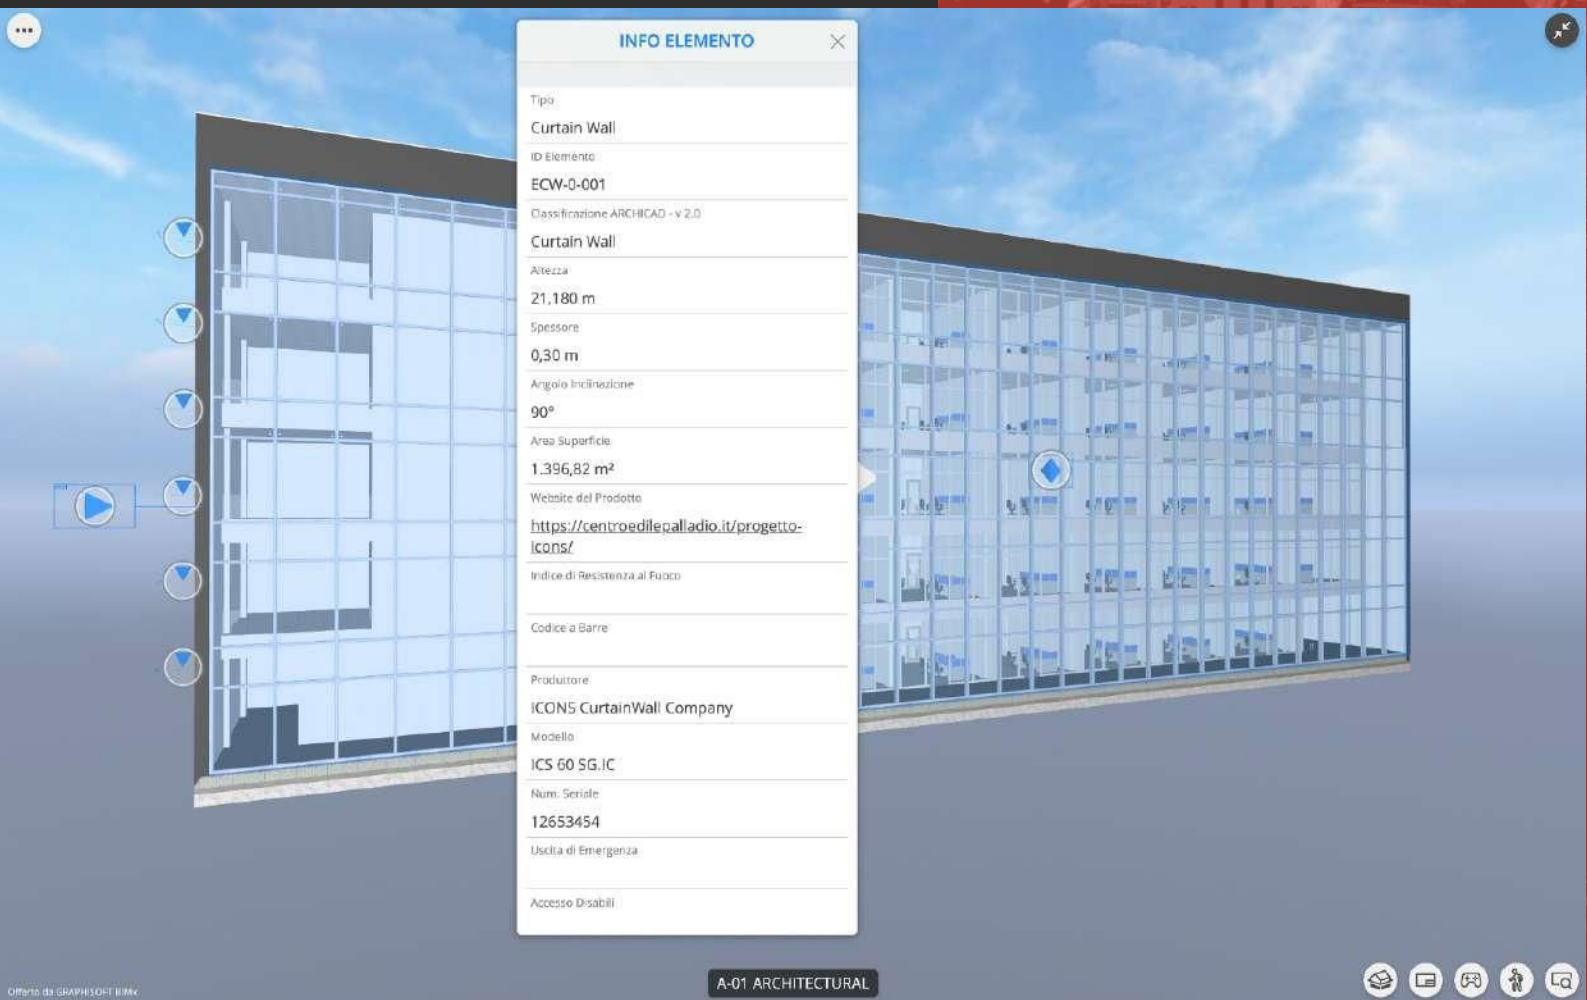 INFO ELEMENTO
Tipo
Curtain Wall
ID Elemento
ECW-0-001
Classificazione ARCHICAD - v 2.0
Curtain Wall
Altezza
21,180 m
Spessore
0,30 m
Angolo Inclinazione
90°
Area Superficie
1.396,82 m²
Website del Prodotto
https://centroedilepalladio.it/progetto-
icons/
Indice di Resistenza al Fuoco
Codice a Barre
Produttore
ICONS CurtainWall Company
Modello
ICS 60 SG.IC
Num. Seriale
12653454
Uscita di Emergenza
Accesso Disabili
A-01 ARCHITECTURAL
Offerto da GRAPHISOFT BIMx